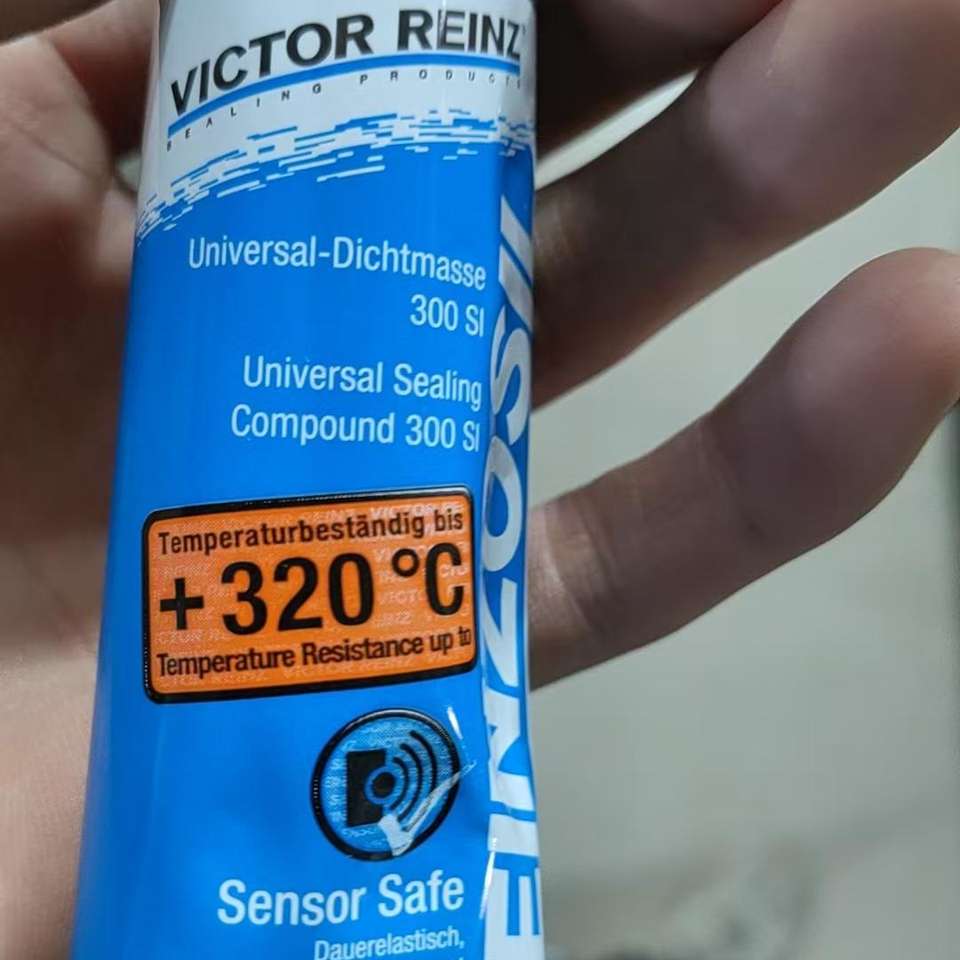 VICTOR REINZ
SEALING PRODUCTS
Universal-Dichtmasse
300 SI
Universal Sealing
Compound 300 SI
Temperaturbeständig bis
+320 °C
Temperature Resistance up to
Sensor Safe
Dauerelastisch,
EINZOSIL